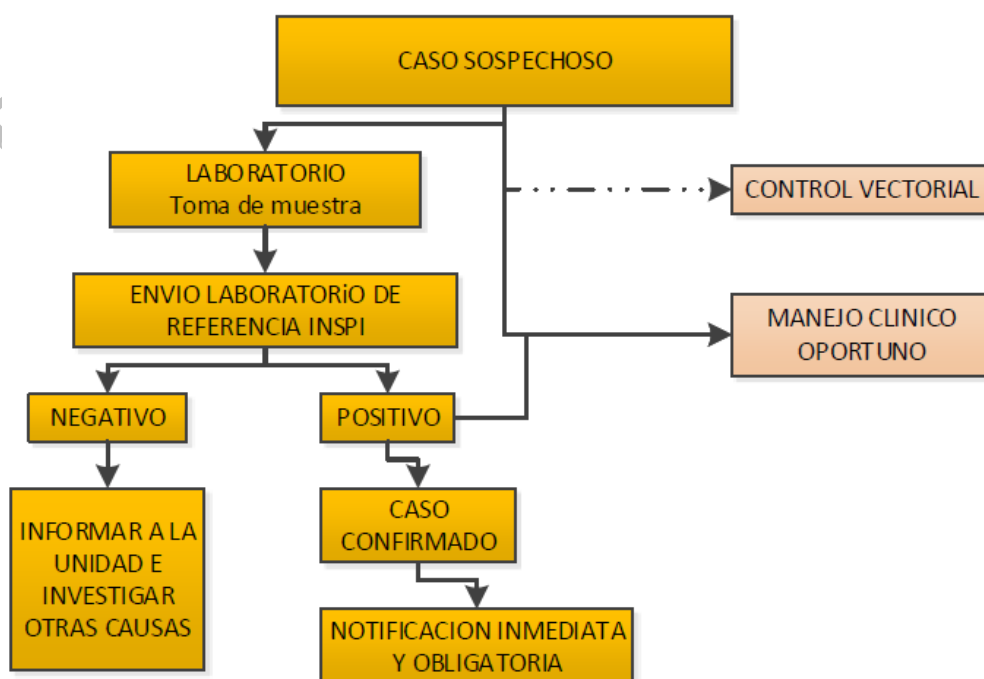 CASO SOSPECHOSO
LABORATORIO
Toma de muestra
CONTROL VECTORIAL
ENVIO LABORATORiO DE
REFERENCIA INSPI
MANEJO CLINICO
OPORTUNO
NEGATIVO
POSITIVO
INFORMAR A LA
UNIDAD E
INVESTIGAR
OTRAS CAUSAS
CASO
CONFIRMADO
NOTIFICACION INMEDIATA
Y OBLIGATORIA